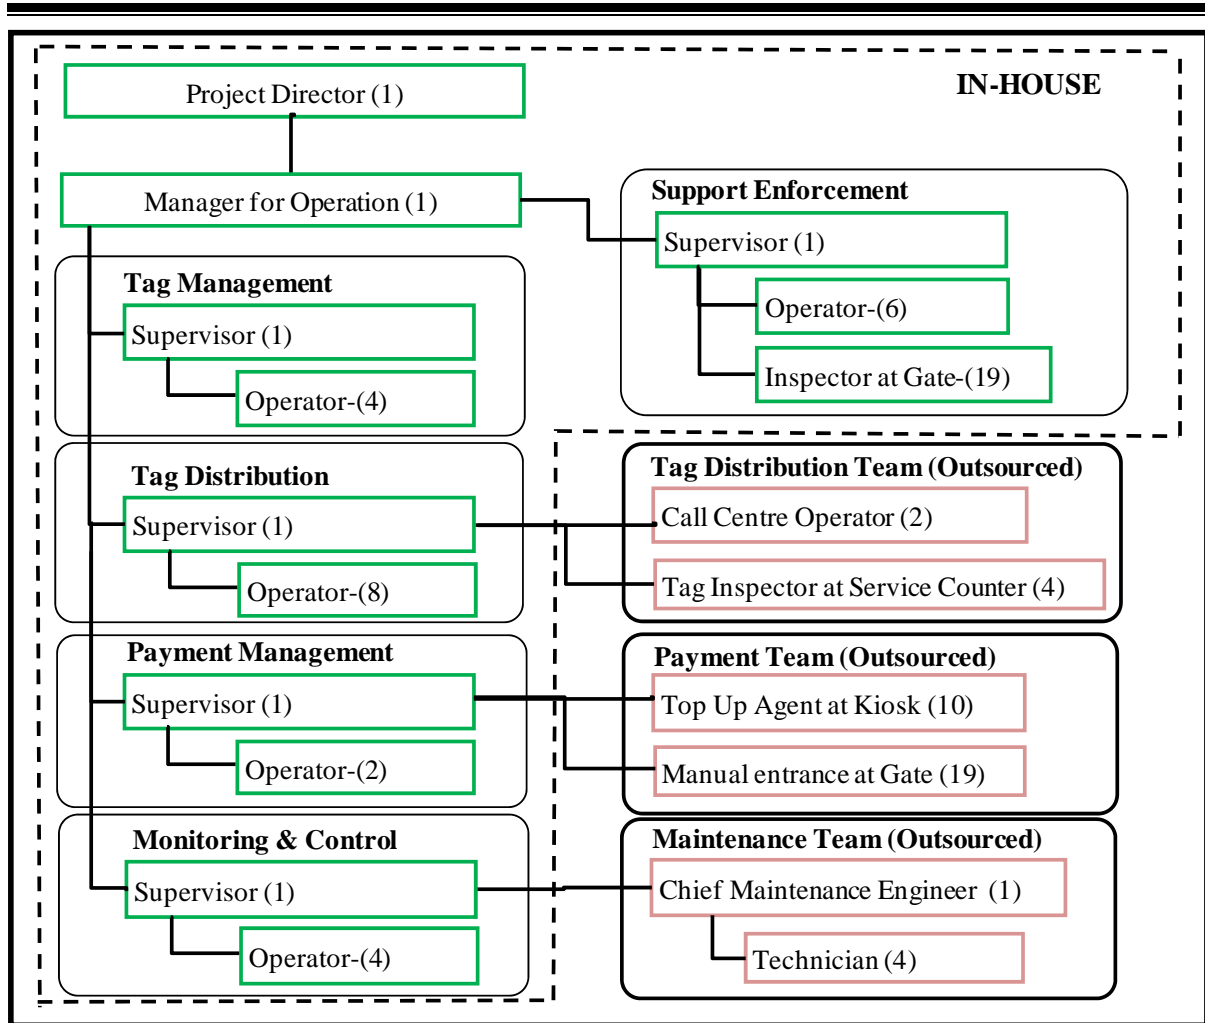 IN-HOUSE
Project Director (1)
Manager for Operation (1)
Support Enforcement
Supervisor (1)
Operator-(6)
Inspector at Gate-(19)
Tag Management
Supervisor (1)
Operator-(4)
Tag Distribution
Supervisor (1)
Operator-(8)
Tag Distribution Team (Outsourced)
Call Centre Operator (2)
Tag Inspector at Service Counter (4)
Payment Management
Supervisor (1)
Operator-(2)
Payment Team (Outsourced)
Top Up Agent at Kiosk (10)
Manual entrance at Gate (19)
Monitoring & Control
Supervisor (1)
Operator-(4)
Maintenance Team (Outsourced)
Chief Maintenance Engineer (1)
Technician (4)